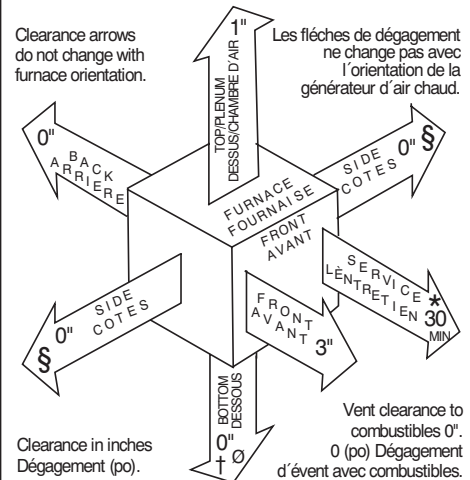 Clearance arrows
do not change with
furnace orientation.
Les fléches de dégagement
ne change pas avec
l´orientation de la
générateur d´air chaud.
1"
TOP/PLENUM
DESSUS/CHAMBRE D´AIR
0"
BACK
ARRIERE
SIDE
COTES
0" §
FURNACE
FOURNAISE
FRONT
AVANT
SERVICE
LÈNTRETIEN
*
30
MIN
SIDE
COTES
0"
§
FRONT
AVANT
3"
BOTTOM
DESSOUS
0"
† Ø
Clearance in inches
Dégagement (po).
Vent clearance to
combustibles 0".
0 (po) Dégagement
d´évent avec combustibles.